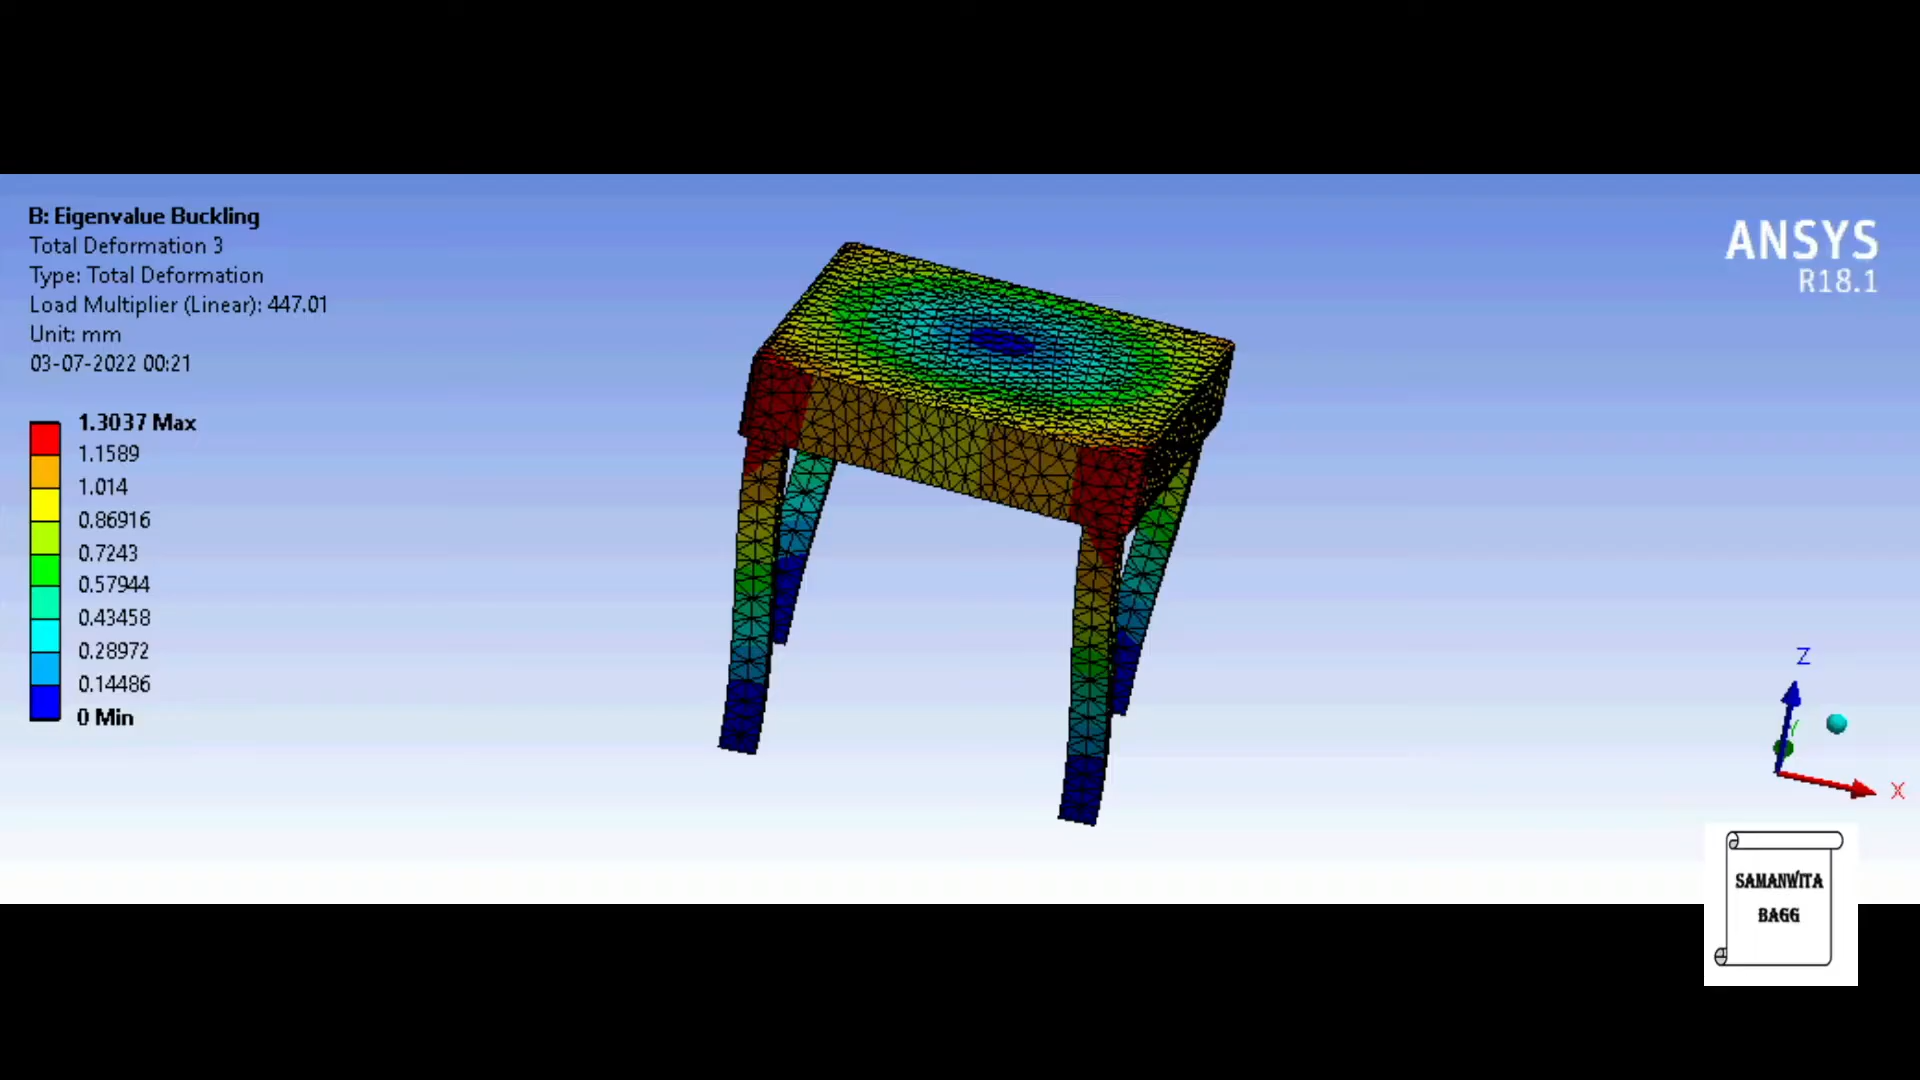 B: Eigenvalue Buckling
Total Deformation 3
Type: Total Deformation
Load Multiplier (Linear): 447.01
Unit: mm
03-07-2022 00:21
1.3037 Max
1.1589
1.014
0.86916
0.7243
0.57944
0.43458
0.28972
0.14486
0 Min
ANSYS
R18.1
Z
Y
X
SAMANWITA
BAGG